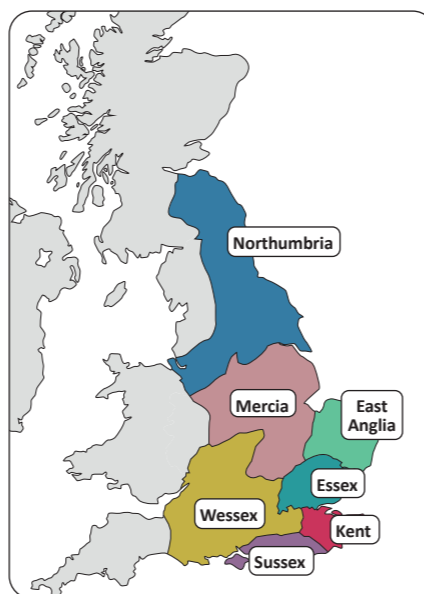 Northumbria
Mercia
East
Anglia
Essex
Wessex
Kent
Sussex